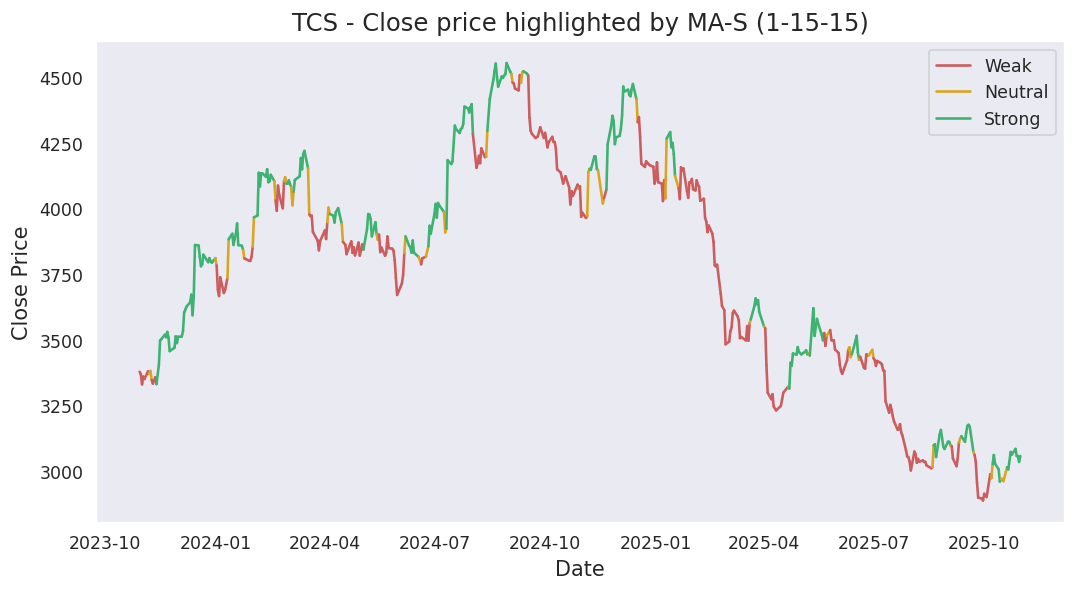 TCS - Close price highlighted by MA-S (1-15-15)
Weak
Neutral
Strong
Close Price
4500
4250
4000
3750
3500
3250
3000
2023-10 2024-01 2024-04 2024-07 2024-10 2025-01 2025-04 2025-07 2025-10
Date